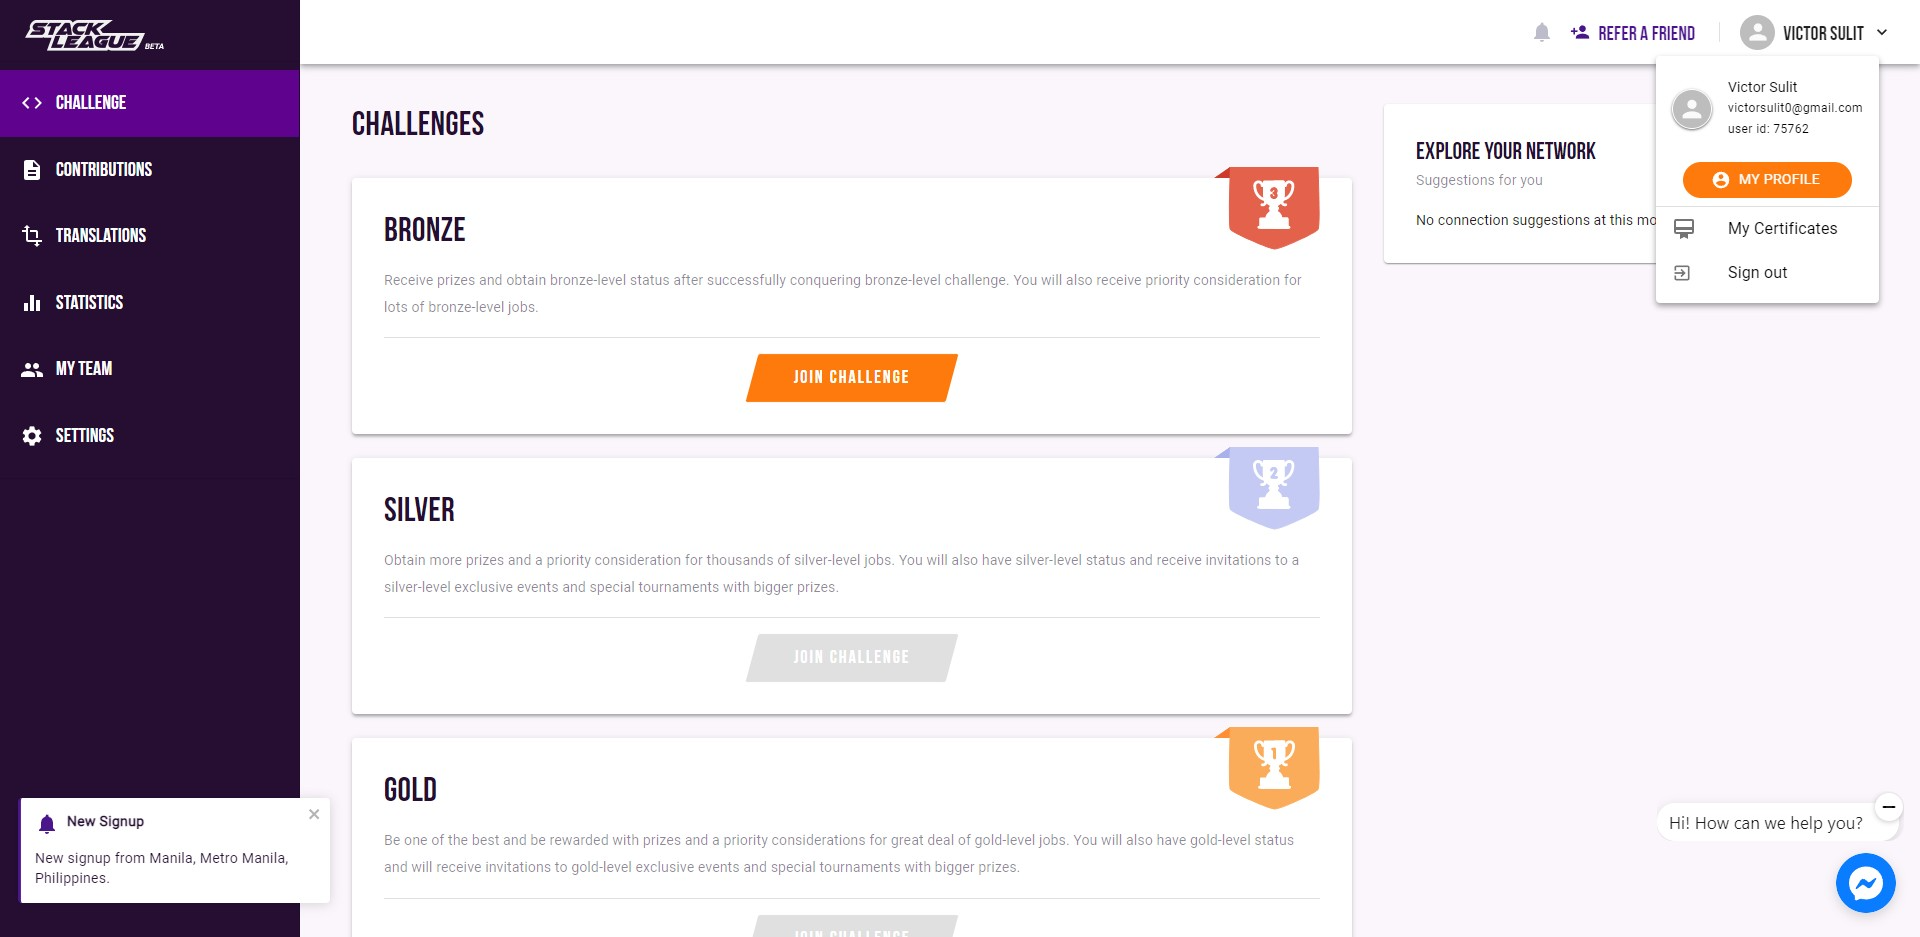 STACK
LEAGUE BETA
CHALLENGE
CONTRIBUTIONS
TRANSLATIONS
STATISTICS
MY TEAM
SETTINGS
REFER A FRIEND
VICTOR SULIT
Victor Sulit
victorsulit0@gmail.com
user id: 75762
MY PROFILE
My Certificates
Sign out
CHALLENGES
3
BRONZE
Receive prizes and obtain bronze-level status after successfully conquering bronze-level challenge. You will also receive priority consideration for
lots of bronze-level jobs.
JOIN CHALLENGE
2
SILVER
Obtain more prizes and a priority consideration for thousands of silver-level jobs. You will also have silver-level status and receive invitations to a
silver-level exclusive events and special tournaments with bigger prizes.
JOIN CHALLENGE
1
GOLD
Be one of the best and be rewarded with prizes and a priority considerations for great deal of gold-level jobs. You will also have gold-level status
and will receive invitations to gold-level exclusive events and special tournaments with bigger prizes.
JOIN CHALLENGE
EXPLORE YOUR NETWORK
Suggestions for you
No connection suggestions at this mo
New Signup
New signup from Manila, Metro Manila,
Philippines.
Hi! How can we help you?